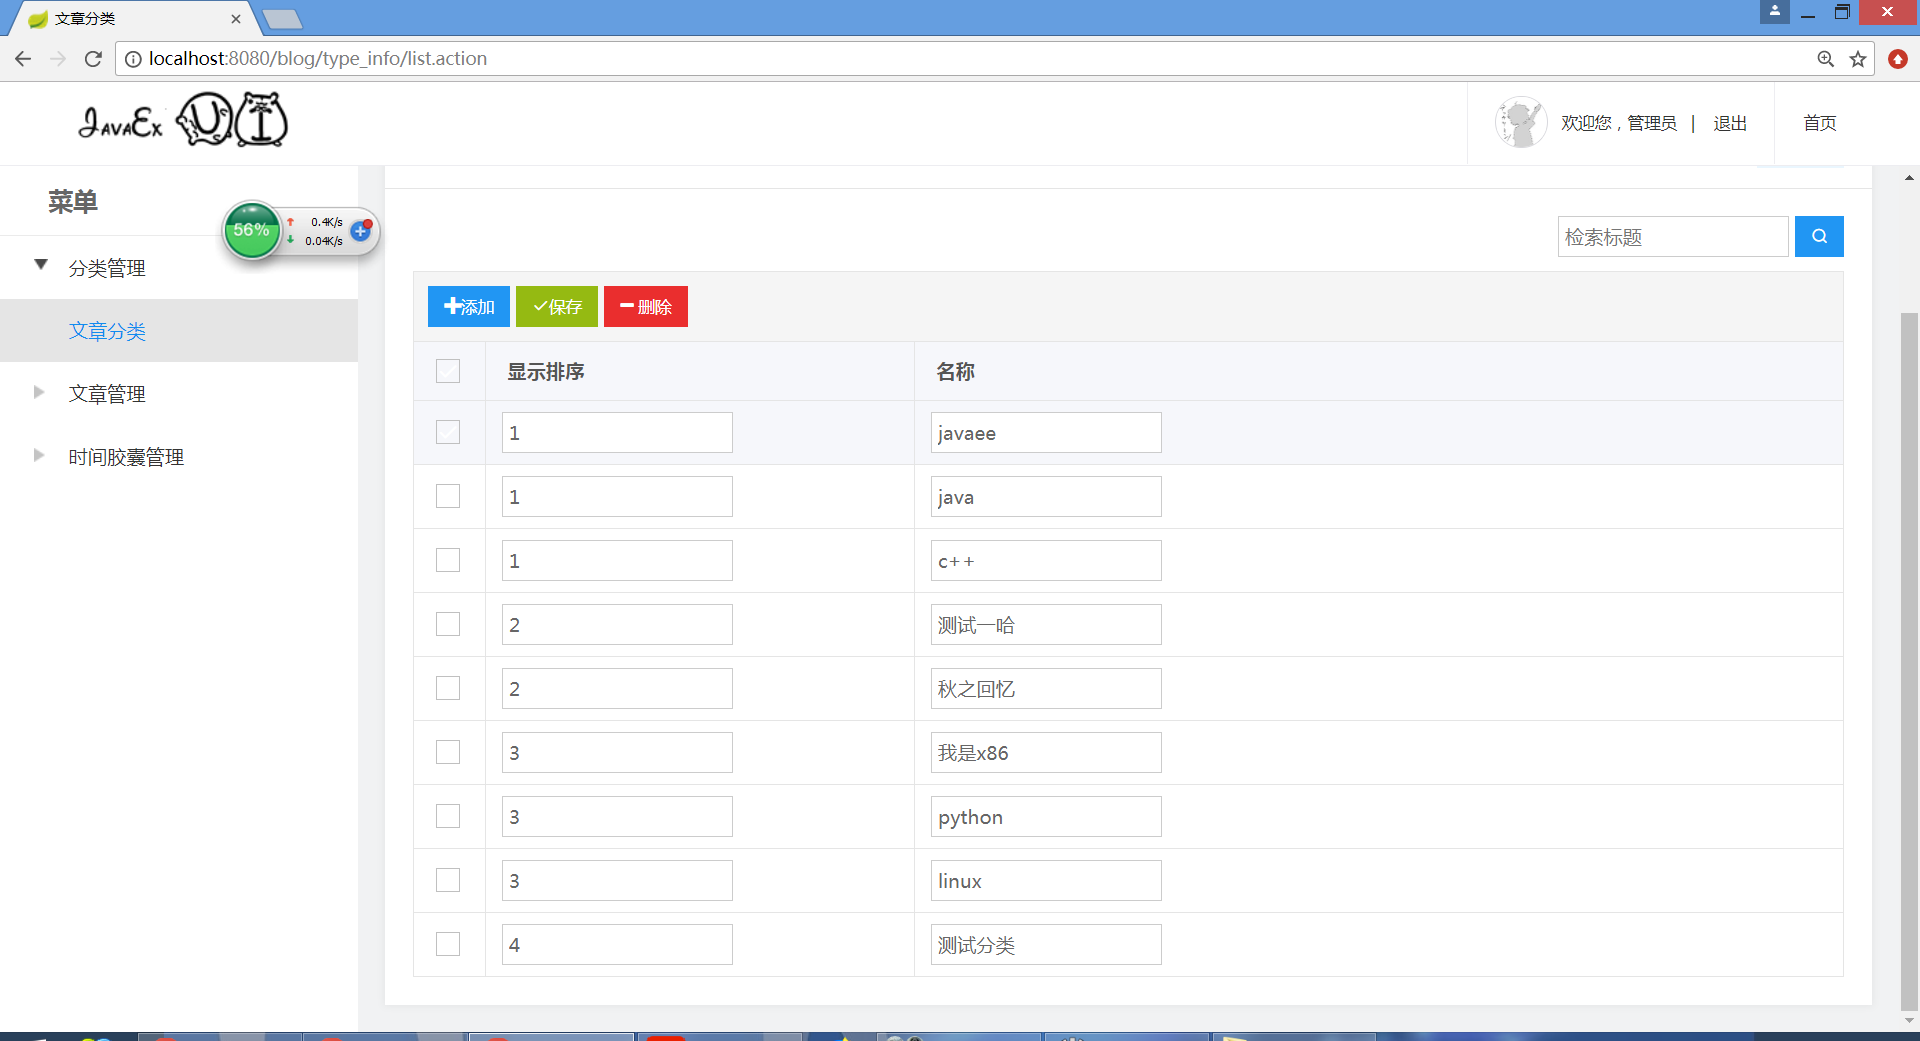 文章分类
localhost:8080/blog/type_info/list.action
JavaEx UI
欢迎您，管理员 | 退出
首页
菜单
56%
0.4K/s
0.04K/s
分类管理
文章分类
文章管理
时间胶囊管理
检索标题
添加 保存 删除
显示排序 名称
1 javaee
1 java
1 c++
2 测试一哈
2 秋之回忆
3 我是x86
3 python
3 linux
4 测试分类